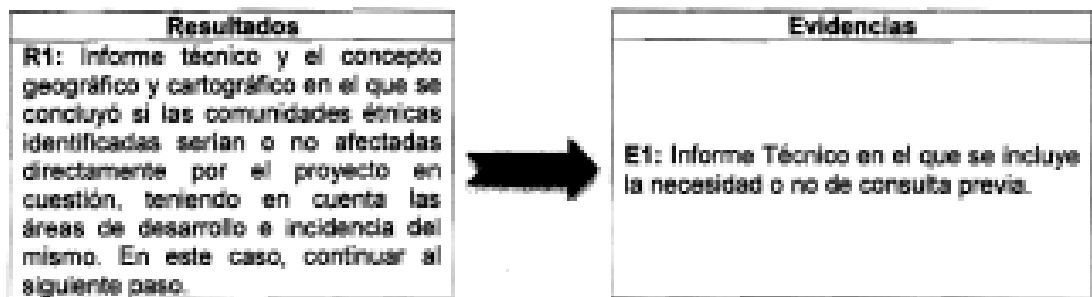 Resultados
R1: Informe técnico y el concepto
geográfico y cartográfico en el que se
concluyó si las comunidades étnicas
identificadas serían o no afectadas
directamente por el proyecto en
cuestión, teniendo en cuenta las
áreas de desarrollo e incidencia del
mismo. En este caso, continuar al
siguiente paso.
Evidencias
E1: Informe Técnico en el que se incluye
la necesidad o no de consulta previa.